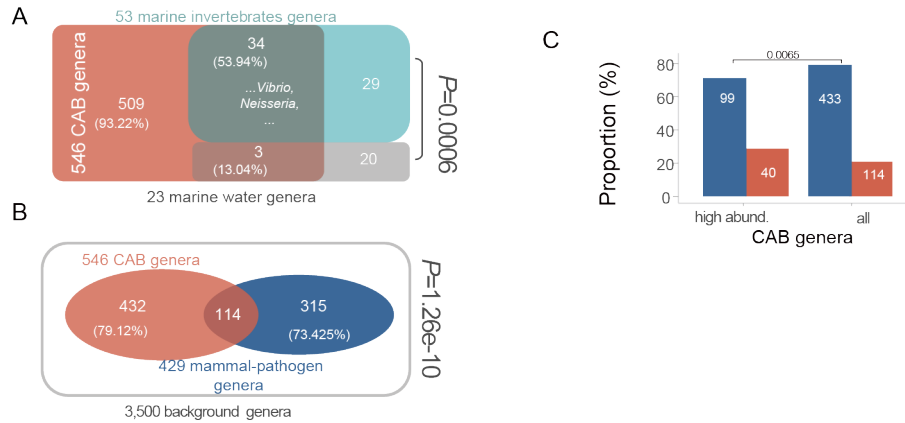 A
53 marine invertebrates genera
546 CAB genera
509
(93.22%)
34
(53.94%)
...Vibrio,
Neisseria,
...
29
3
(13.04%)
20
P=0.0006
23 marine water genera
B
546 CAB genera
432
(79.12%)
114
315
(73.425%)
429 mammal-pathogen
genera
P=1.26e-10
3,500 background genera
C
Proportion (%)
80
60
40
20
0
0.0065
99
40
433
114
high abund.
all
CAB genera